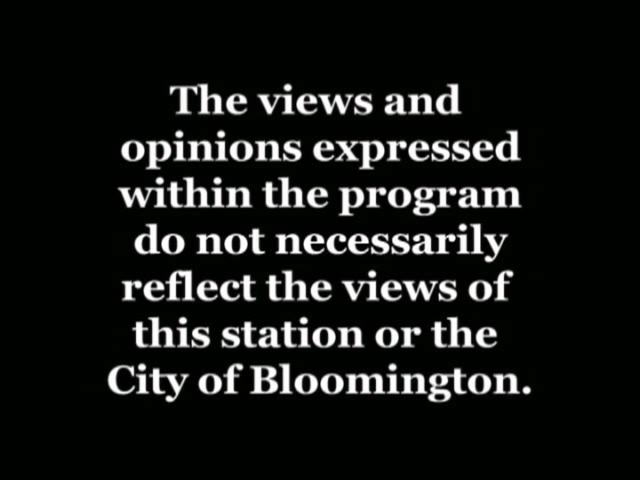 The views and
opinions expressed
within the program
do not necessarily
reflect the views of
this station or the
City of Bloomington.